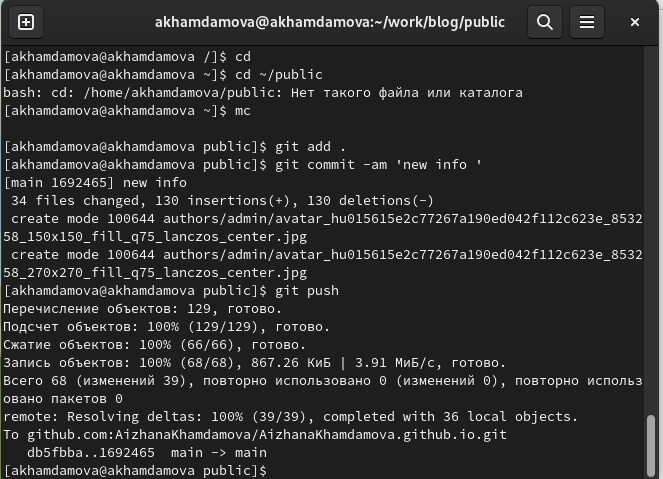 akhamdamova@akhamdamova:~/work/blog/public
[akhamdamova@akhamdamova /]$ cd
[akhamdamova@akhamdamova ~]$ cd ~/public
bash: cd: /home/akhamdamova/public: Нет такого файла или каталога
[akhamdamova@akhamdamova ~]$ mc
[akhamdamova@akhamdamova public]$ git add .
[akhamdamova@akhamdamova public]$ git commit -am 'new info '
[main 1692465] new info
34 files changed, 130 insertions(+), 130 deletions(-)
create mode 100644 authors/admin/avatar_hu015615e2c77267a190ed042f112c623e_8532
58_150x150_fill_q75_lanczos_center.jpg
create mode 100644 authors/admin/avatar_hu015615e2c77267a190ed042f112c623e_8532
58_270x270_fill_q75_lanczos_center.jpg
[akhamdamova@akhamdamova public]$ git push
Перечисление объектов: 129, готово.
Подсчет объектов: 100% (129/129), готово.
Сжатие объектов: 100% (66/66), готово.
Запись объектов: 100% (68/68), 867.26 КиБ | 3.91 МиБ/с, готово.
Всего 68 (изменений 39), повторно использовано 0 (изменений 0), повторно использ
овано пакетов 0
remote: Resolving deltas: 100% (39/39), completed with 36 local objects.
To github.com:AizhanaKhamdamova/AizhanaKhamdamova.github.io.git
db5fbba..1692465  main -> main
[akhamdamova@akhamdamova public]$